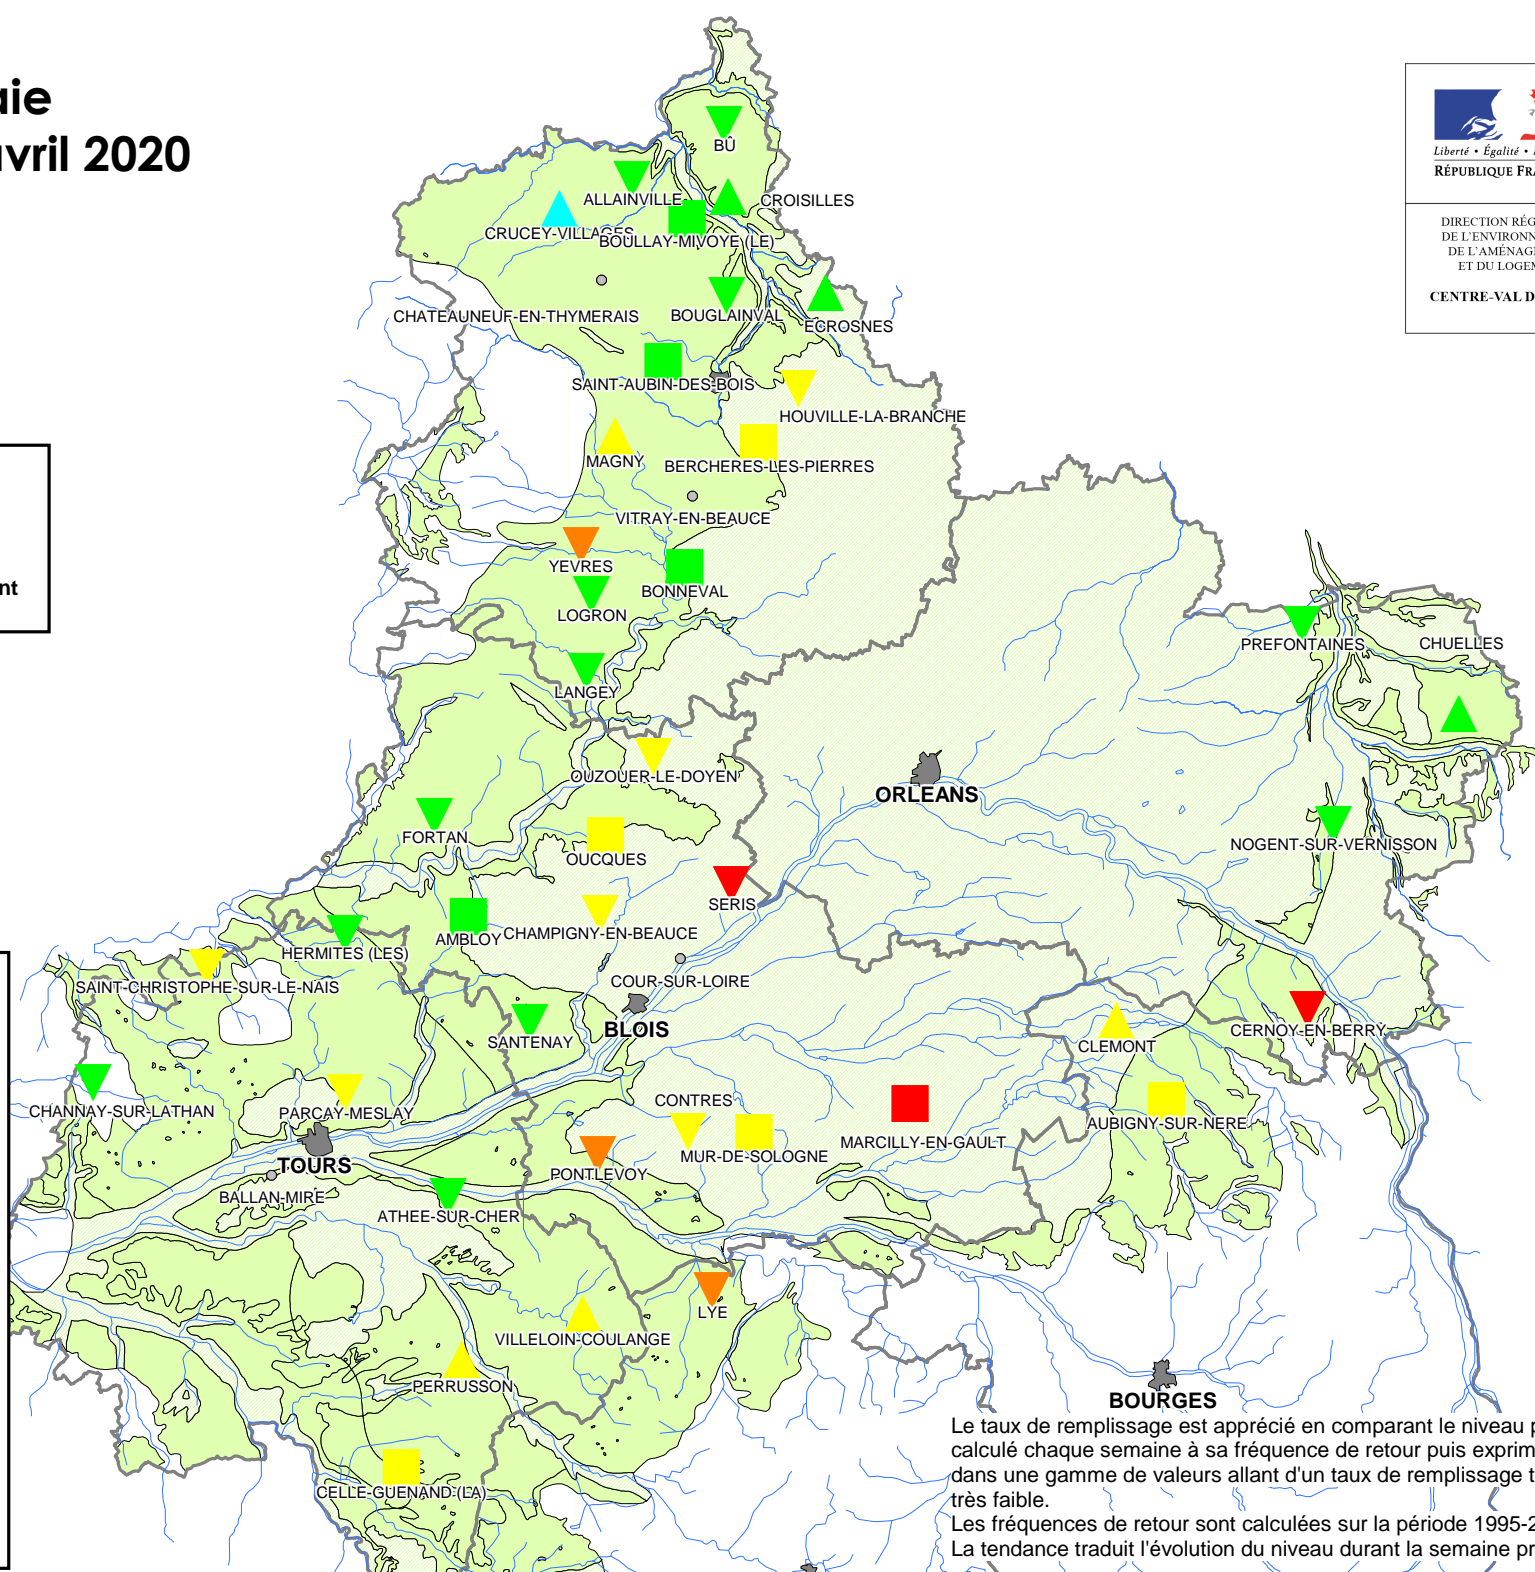 aie
avril 2020
Liberté • Égalité •
RÉPUBLIQUE FRA
DIRECTION RÉG
DE L'ENVIRONN
DE L'AMÉNAGE
ET DU LOGEM
CENTRE-VAL D
nt
BÛ
ALLAINVILLE
CROISILLES
CRUCEY-VILLAGES
BOULLAY-MIVOYE (LE)
CHATEAUNEUF-EN-THYMERAIS
BOUGLAINVAL
ECROSNES
SAINT-AUBIN-DES-BOIS
HOUVILLE-LA-BRANCHE
MAGNY
BERCHERES-LES-PIERRES
VITRAY-EN-BEAUCE
YEVRES
BONNEVAL
LOGRON
PREFONTAINES
CHUELLES
LANGEY
OUZOUER-LE-DOYEN
ORLEANS
FORTAN
NOGENT-SUR-VERNISSON
OUCQUES
SERIS
AMBLOY
CHAMPIGNY-EN-BEAUCE
HERMITES (LES)
COUR-SUR-LOIRE
SAINT-CHRISTOPHE-SUR-LE-NAIS
BLOIS
CERNOY-EN-BERRY
SANTENAY
CLEMONT
CONTRES
CHANNAY-SUR-LATHAN
PARCAY-MESLAY
AUBIGNY-SUR-NERE
MARCILLY-EN-GAULT
MUR-DE-SOLOGNE
TOURS
PONTLEVOY
BALLAN-MIRE
ATHEE-SUR-CHER
LYE
VILLELOIN-COULANGE
PERRUSSON
BOURGES
CELLE-GUENAND (LA)
Le taux de remplissage est apprécié en comparant le niveau p
calculé chaque semaine à sa fréquence de retour puis exprim
dans une gamme de valeurs allant d'un taux de remplissage t
très faible.
Les fréquences de retour sont calculées sur la période 1995-2
La tendance traduit l'évolution du niveau durant la semaine pr